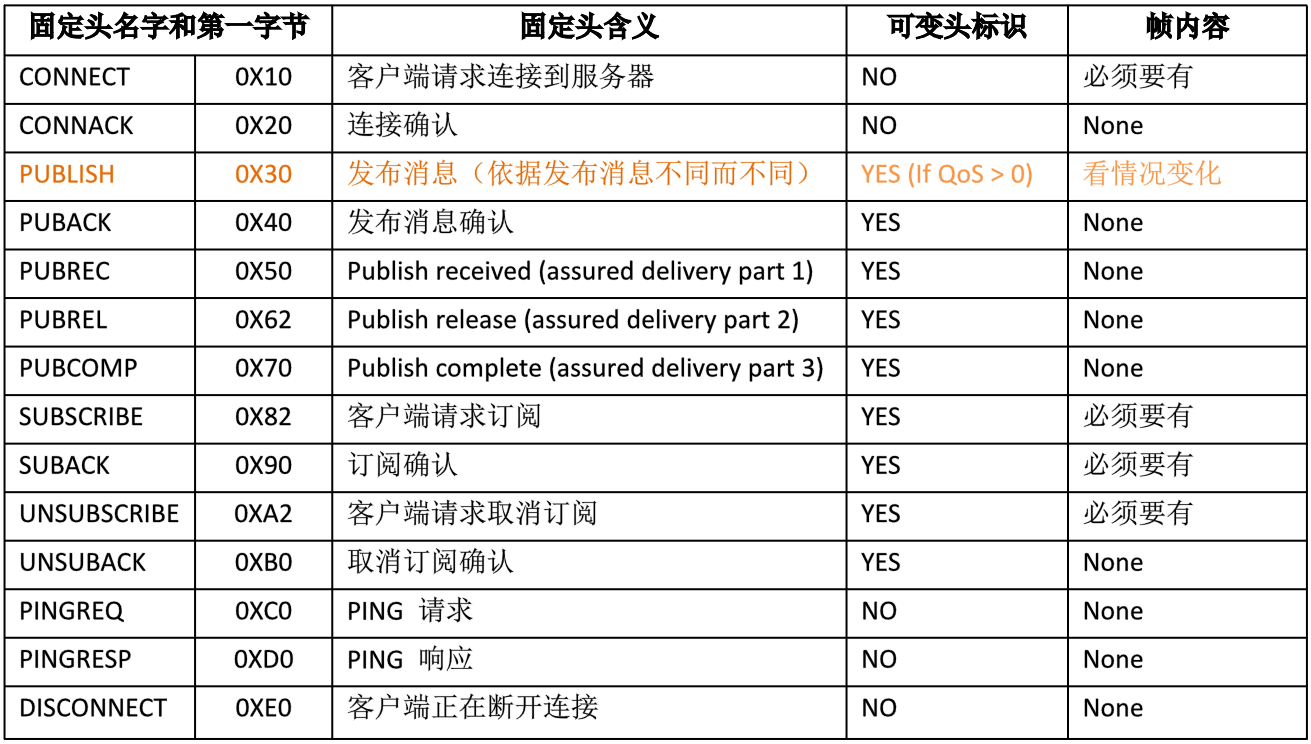 固定头名字和第一字节 固定头含义 可变头标识 帧内容
CONNECT 0X10 客户端请求连接到服务器 NO 必须要有
CONNACK 0X20 连接确认 NO None
PUBLISH 0X30 发布消息（依据发布消息不同而不同） YES (If QoS > 0) 看情况变化
PUBACK 0X40 发布消息确认 YES None
PUBREC 0X50 Publish received (assured delivery part 1) YES None
PUBREL 0X62 Publish release (assured delivery part 2) YES None
PUBCOMP 0X70 Publish complete (assured delivery part 3) YES None
SUBSCRIBE 0X82 客户端请求订阅 YES 必须要有
SUBACK 0X90 订阅确认 YES 必须要有
UNSUBSCRIBE 0XA2 客户端请求取消订阅 YES 必须要有
UNSUBACK 0XB0 取消订阅确认 YES None
PINGREQ 0XC0 PING 请求 NO None
PINGRESP 0XD0 PING 响应 NO None
DISCONNECT 0XE0 客户端正在断开连接 NO None